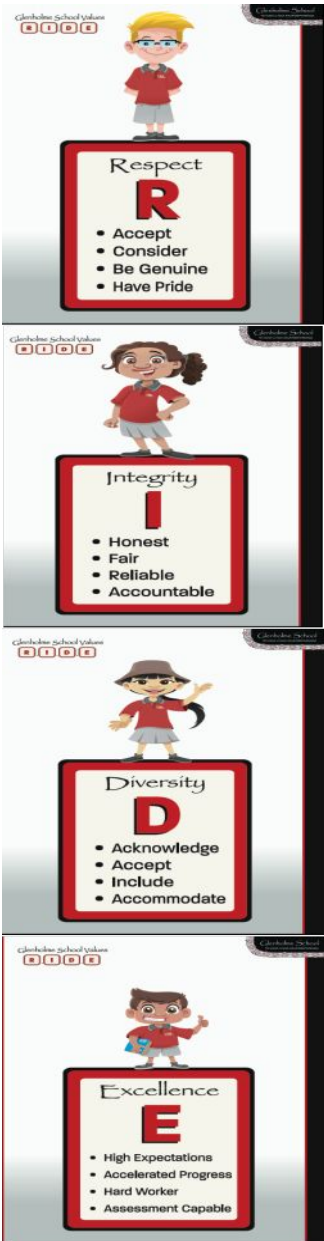 Glenholme School Values
R I D E
Glenholme School
Respect
R
• Accept
• Consider
• Be Genuine
• Have Pride
Glenholme School Values
R I D E
Glenholme School
Integrity
I
• Honest
• Fair
• Reliable
• Accountable
Glenholme School Values
R I D E
Glenholme School
Diversity
D
• Acknowledge
• Accept
• Include
• Accommodate
Glenholme School Values
R I D E
Glenholme School
Excellence
E
• High Expectations
• Accelerated Progress
• Hard Worker
• Assessment Capable